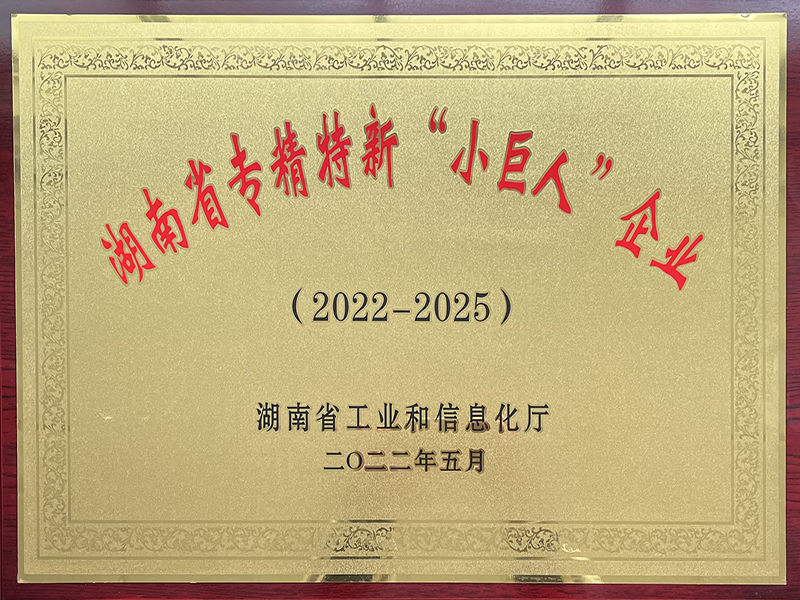 湖南省专精特新“小巨人”企业
（2022-2025）
湖南省工业和信息化厅
二〇二二年五月